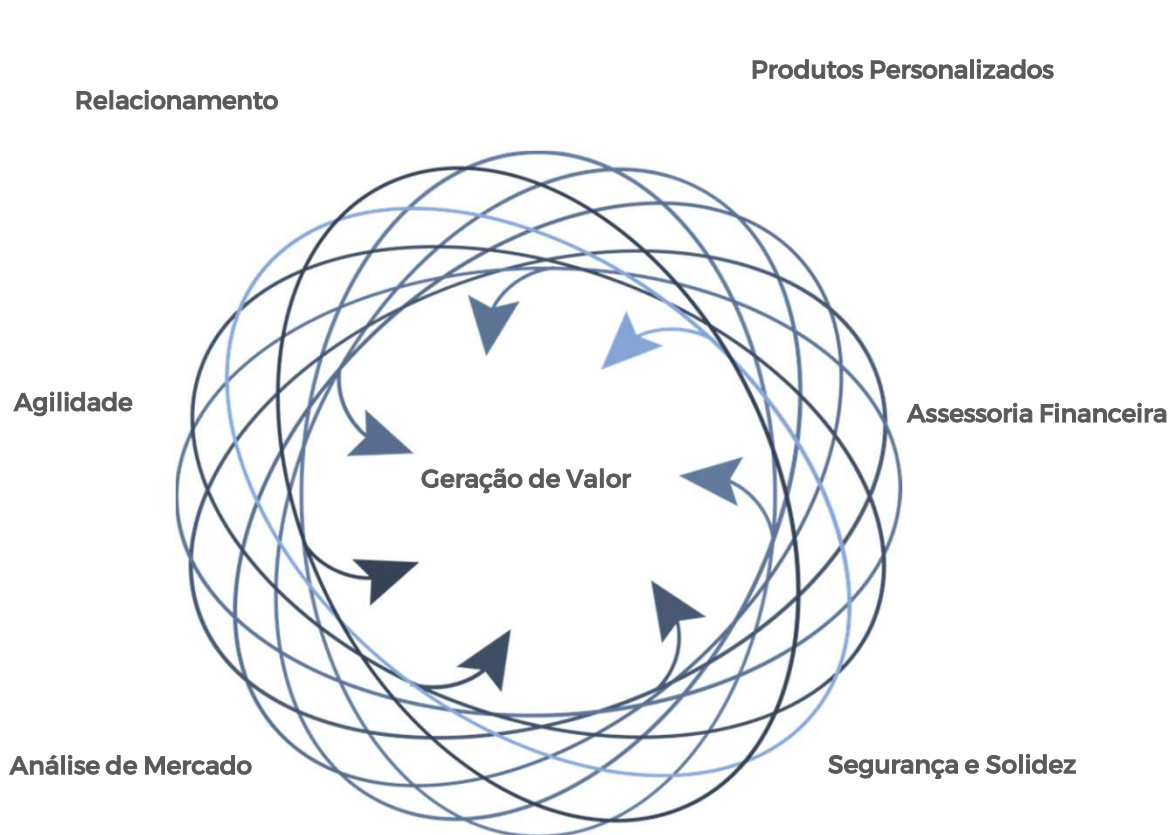 Produtos Personalizados
Relacionamento
Agilidade
Assessoria Financeira
Geração de Valor
Análise de Mercado
Segurança e Solidez